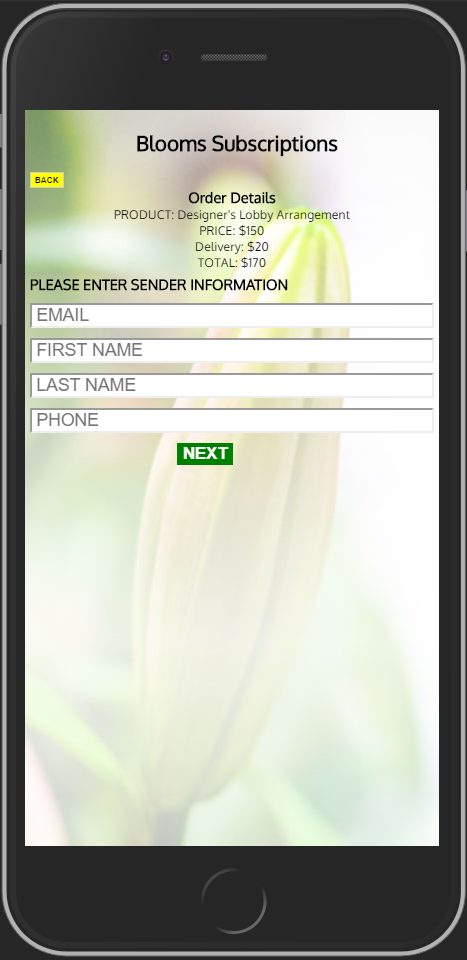 Blooms Subscriptions
BACK
Order Details
PRODUCT: Designer's Lobby Arrangement
PRICE: $150
Delivery: $20
TOTAL: $170
PLEASE ENTER SENDER INFORMATION
EMAIL
FIRST NAME
LAST NAME
PHONE
NEXT